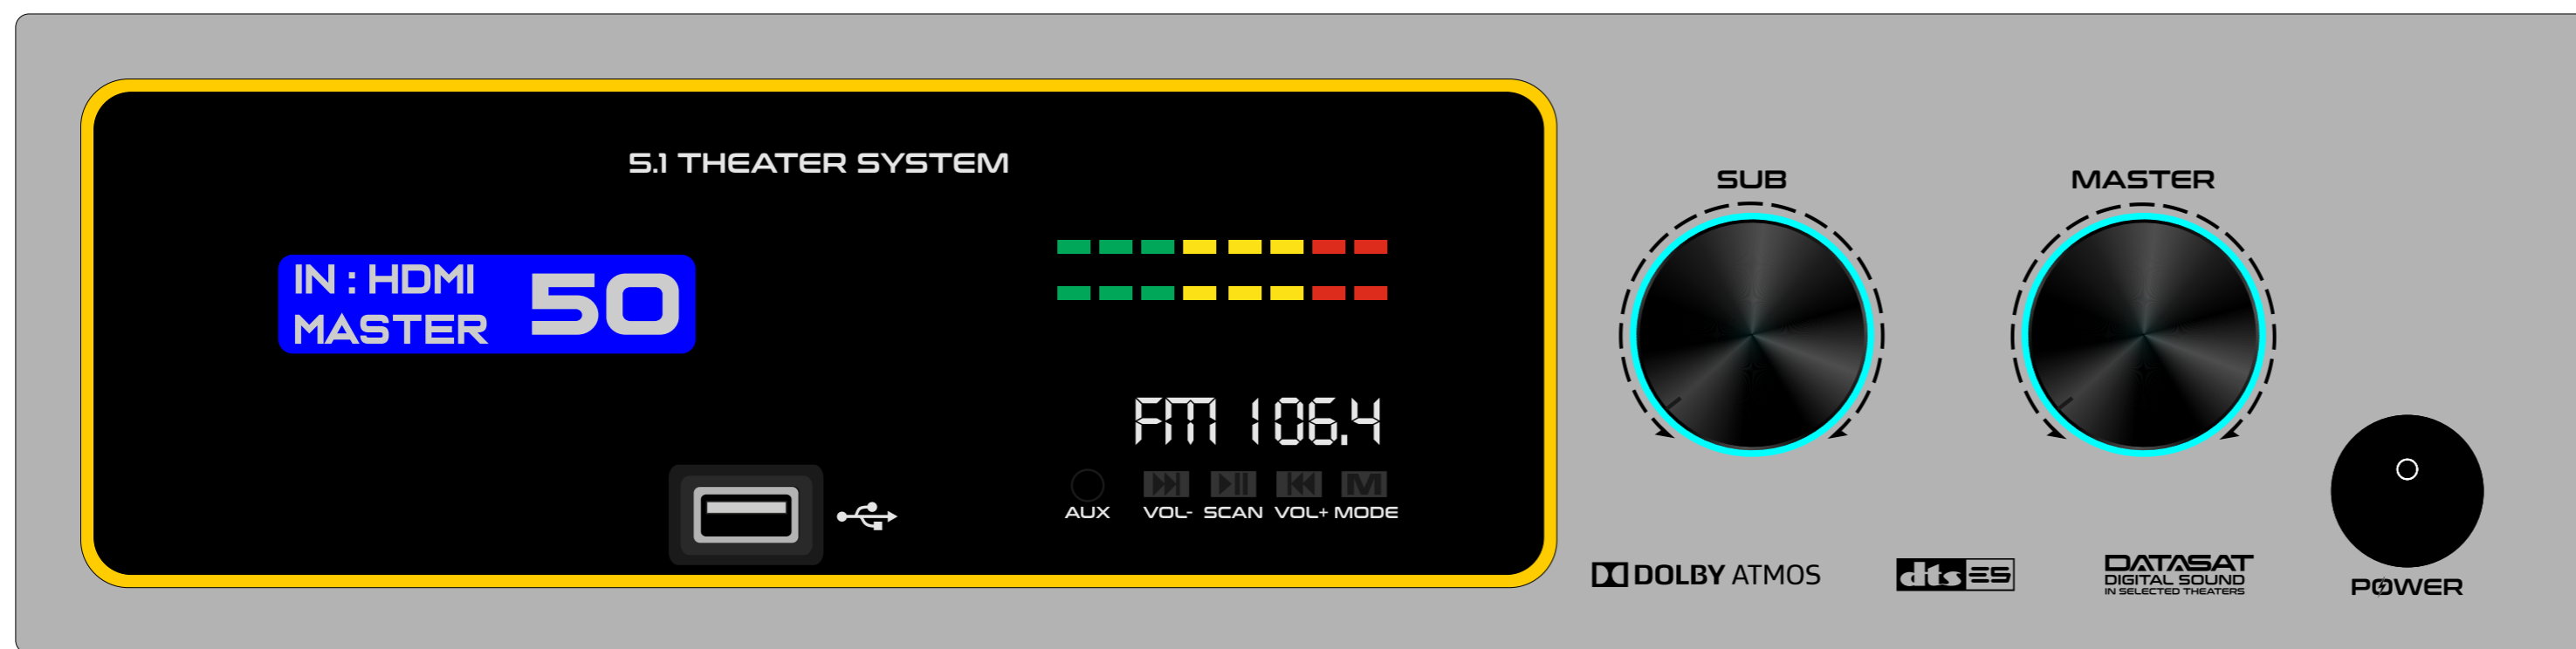 5.1 THEATER SYSTEM
IN : HDMI
MASTER
50
FM 106.4
M
AUX VOL- SCAN VOL+ MODE
SUB
MASTER
DOLBY ATMOS
dts ES
DATASAT
DIGITAL SOUND
IN SELECTED THEATERS
POWER